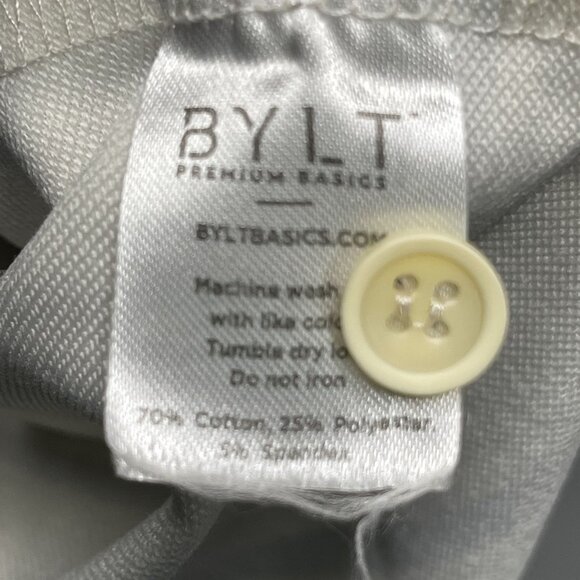 BYLT™
PREMIUM BASICS
BYLTBASICS.COM
Machine wash
with like
Tumble dry
Do not iron
70% Cotton, 25% Polyester,
5% Spandex